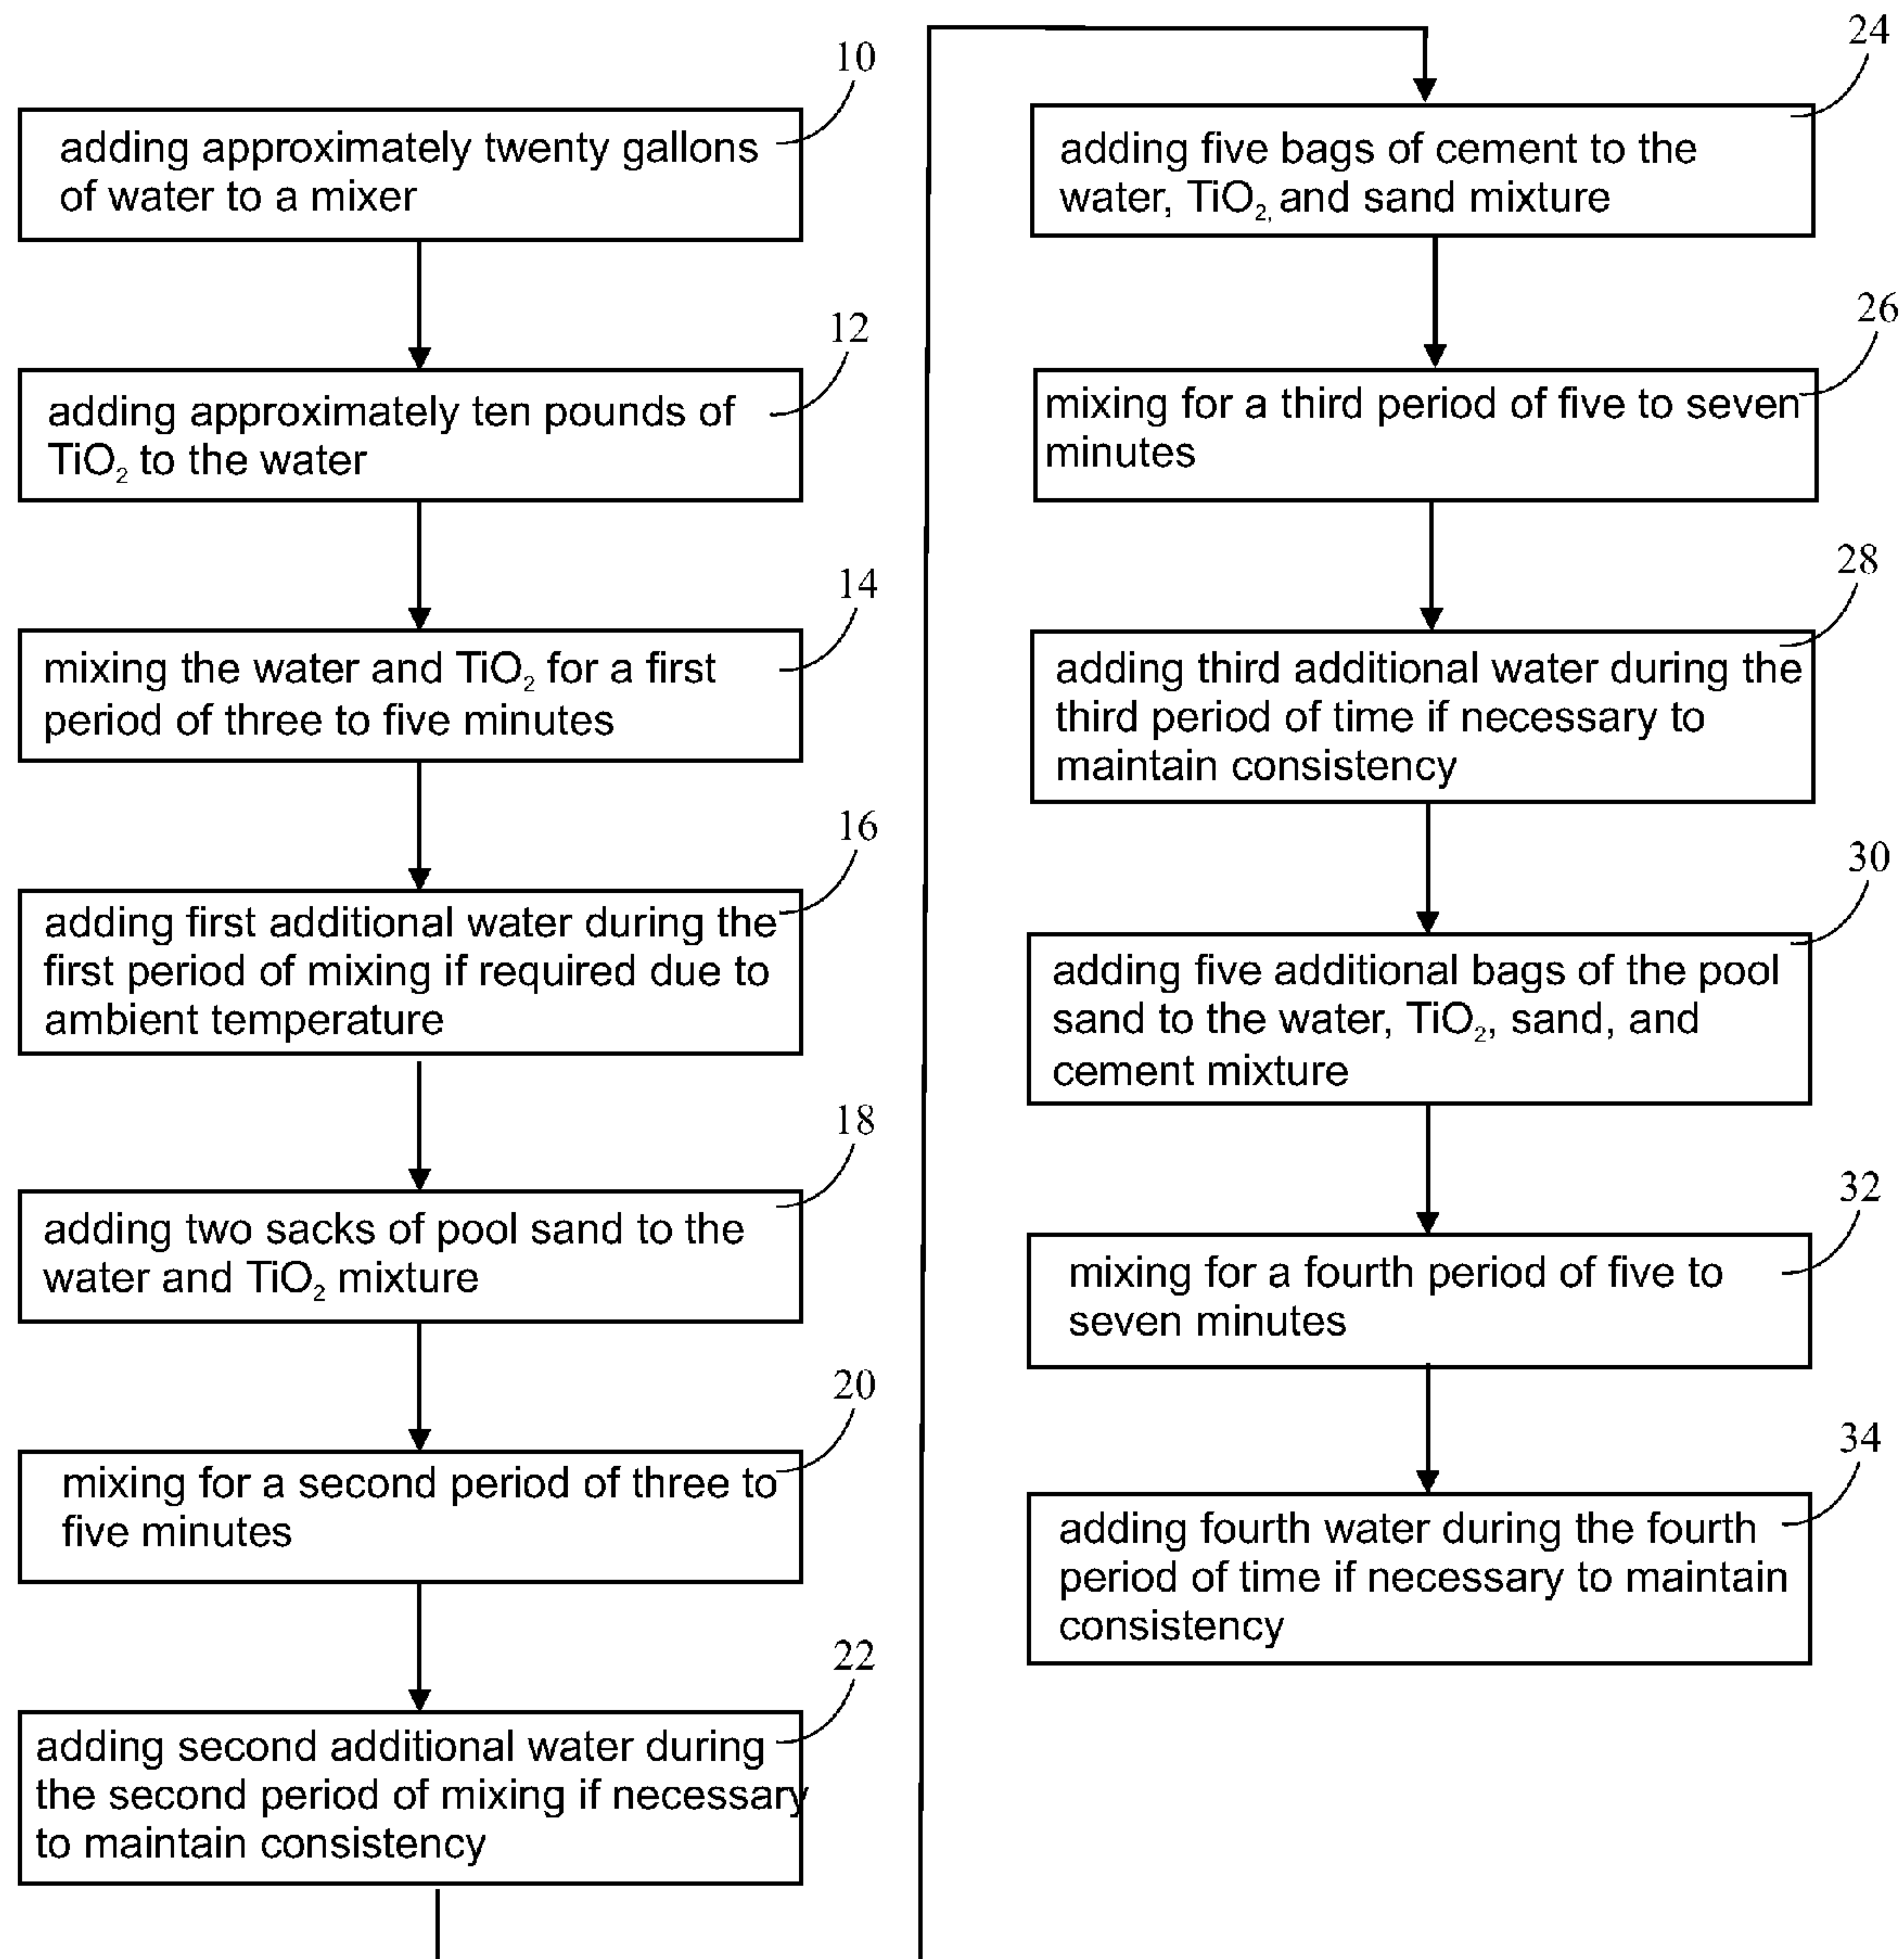 10
adding approximately twenty gallons
of water to a mixer
12
adding approximately ten pounds of
TiO₂ to the water
14
mixing the water and TiO₂ for a first
period of three to five minutes
16
adding first additional water during the
first period of mixing if required due to
ambient temperature
18
adding two sacks of pool sand to the
water and TiO₂ mixture
20
mixing for a second period of three to
five minutes
22
adding second additional water during
the second period of mixing if necessary
to maintain consistency
24
adding five bags of cement to the
water, TiO₂, and sand mixture
26
mixing for a third period of five to seven
minutes
28
adding third additional water during the
third period of time if necessary to
maintain consistency
30
adding five additional bags of the pool
sand to the water, TiO₂, sand, and
cement mixture
32
mixing for a fourth period of five to
seven minutes
34
adding fourth water during the fourth
period of time if necessary to maintain
consistency